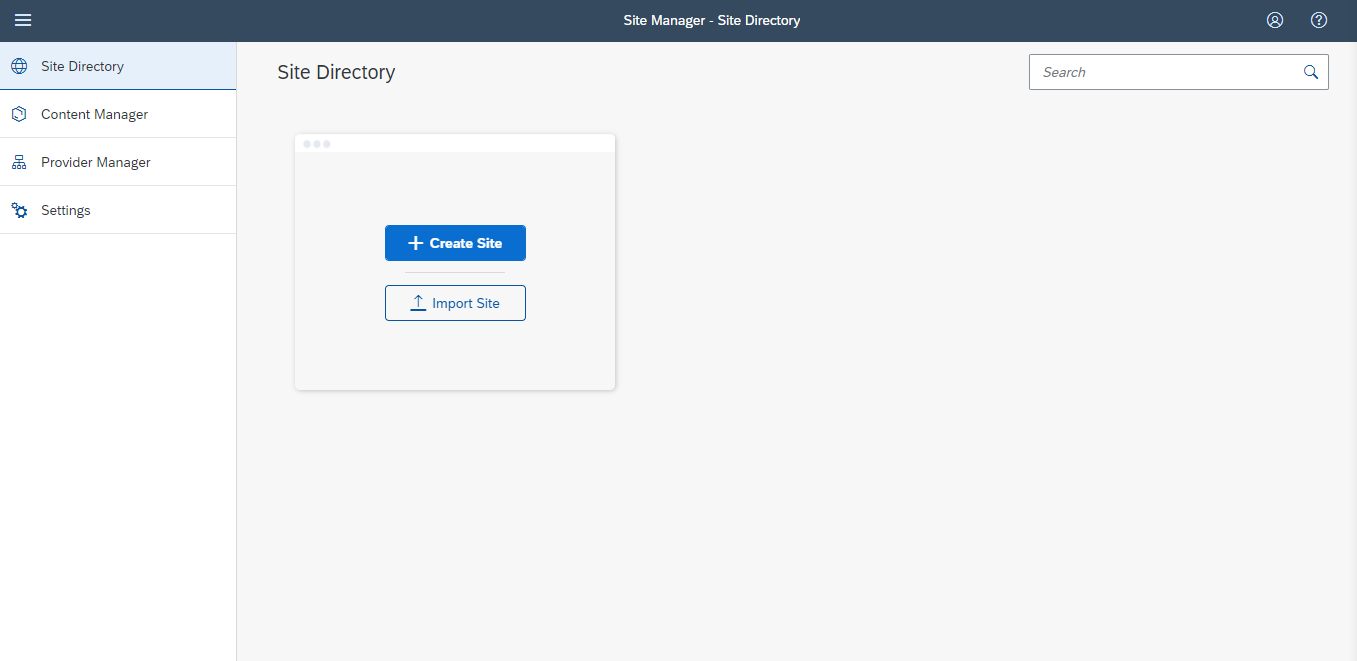 Site Manager - Site Directory
Site Directory
Content Manager
Provider Manager
Settings
Site Directory
Search
Create Site
Import Site